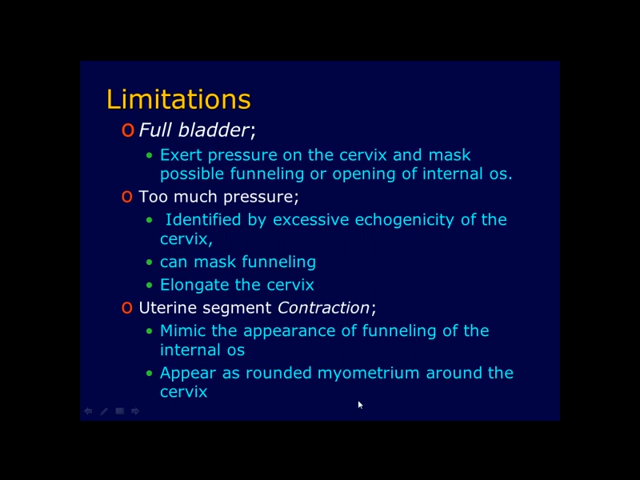 Limitations
o Full bladder;
• Exert pressure on the cervix and mask
possible funneling or opening of internal os.
o Too much pressure;
• Identified by excessive echogenicity of the
cervix,
• can mask funneling
• Elongate the cervix
o Uterine segment Contraction;
• Mimic the appearance of funneling of the
internal os
• Appear as rounded myometrium around the
cervix